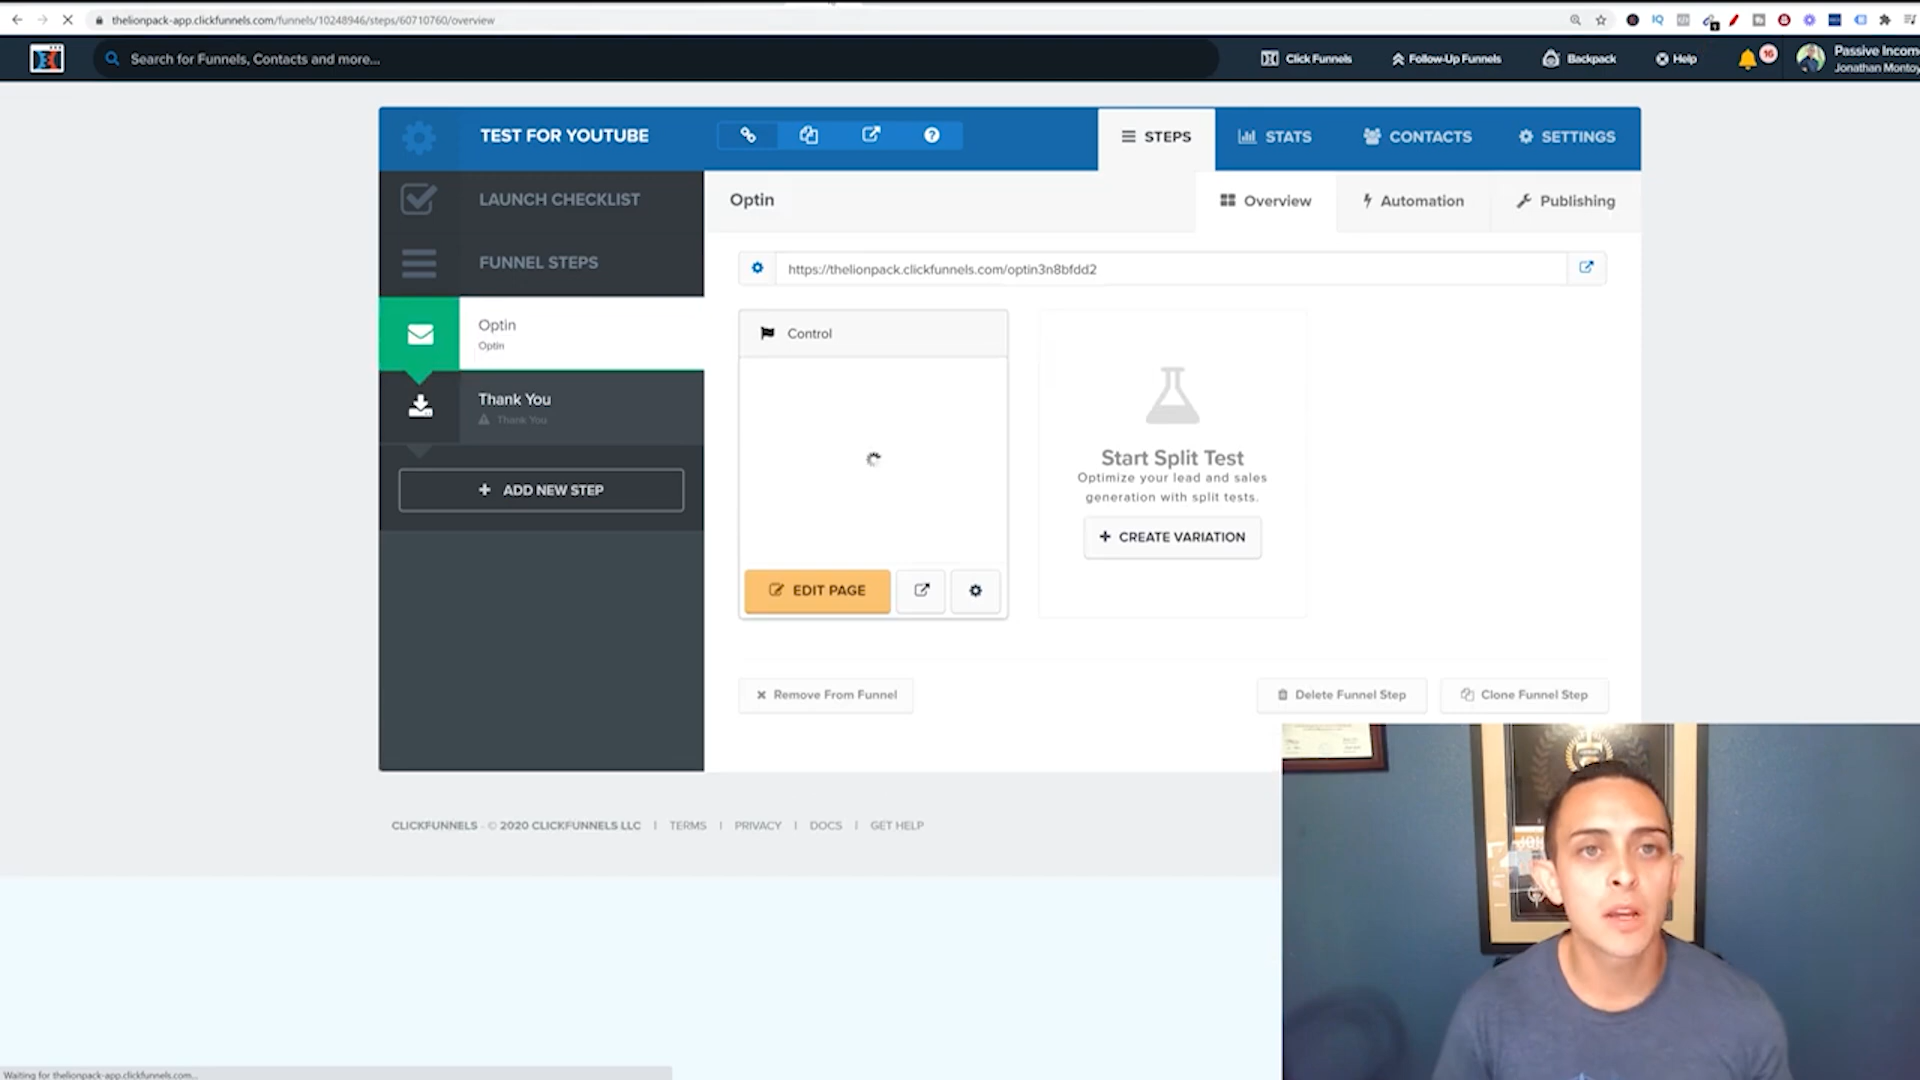 thelionpack-app.clickfunnels.com/funnels/10248946/steps/60710760/overview
Search for Funnels, Contacts and more...
Click Funnels
Follow-Up Funnels
Backpack
Help
16
Passive Incom
Jonathan Montoy
TEST FOR YOUTUBE
STEPS
STATS
CONTACTS
SETTINGS
LAUNCH CHECKLIST
Optin
Overview
Automation
Publishing
FUNNEL STEPS
https://thelionpack.clickfunnels.com/optin3n8bfdd2
Optin
Optin
Control
Thank You
Thank You
ADD NEW STEP
Start Split Test
Optimize your lead and sales
generation with split tests.
CREATE VARIATION
EDIT PAGE
Remove From Funnel
Delete Funnel Step
Clone Funnel Step
CLICKFUNNELS - © 2020 CLICKFUNNELS LLC | TERMS | PRIVACY | DOCS | GET HELP
Waiting for thelionpack-app.clickfunnels.com...